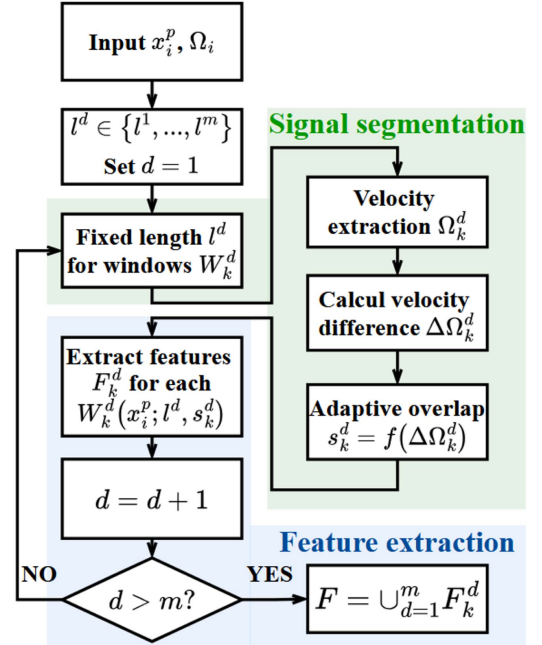 Input $x_i^p$, $\Omega_i$
$l^d \in \{l^1, ..., l^m\}$
Set $d = 1$
Signal segmentation
Fixed length $l^d$
for windows $W_k^d$
Velocity
extraction $\Omega_k^d$
Calcul velocity
difference $\Delta\Omega_k^d$
Adaptive overlap
$s_k^d = f(\Delta\Omega_k^d)$
Extract features
$F_k^d$ for each
$W_k^d(x_i^p; l^d, s_k^d)$
$d = d + 1$
Feature extraction
NO
$d > m?$
YES
$F = \cup_{d=1}^m F_k^d$